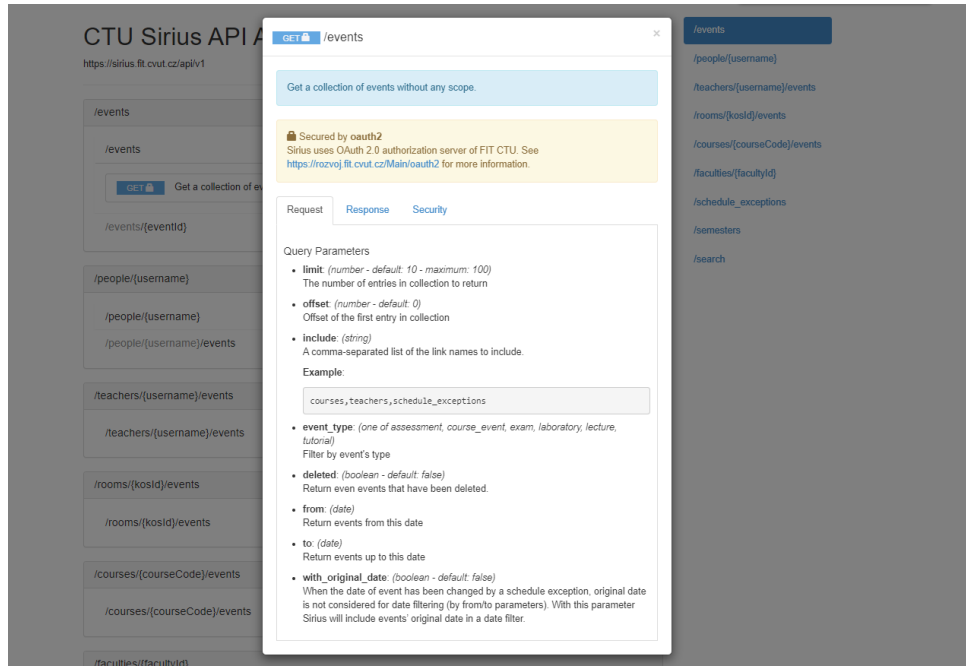 CTU Sirius API A
https://sirius.fit.cvut.cz/api/v1
/events
/events
GET Get a collection of ev
/events/{eventId}
/people/{username}
/people/{username}
/people/{username}/events
/teachers/{username}/events
/teachers/{username}/events
/rooms/{kosId}/events
/rooms/{kosId}/events
/courses/{courseCode}/events
/courses/{courseCode}/events
/faculties/{facultyId}
GET /events ×
Get a collection of events without any scope.
Secured by oauth2
Sirius uses OAuth 2.0 authorization server of FIT CTU. See
https://rozvoj.fit.cvut.cz/Main/oauth2 for more information.
Request Response Security
Query Parameters
• limit: (number - default: 10 - maximum: 100)
The number of entries in collection to return
• offset: (number - default: 0)
Offset of the first entry in collection
• include: (string)
A comma-separated list of the link names to include.
Example:
courses,teachers,schedule_exceptions
• event_type: (one of assessment, course_event, exam, laboratory, lecture,
tutorial)
Filter by event's type
• deleted: (boolean - default: false)
Return even events that have been deleted.
• from: (date)
Return events from this date
• to: (date)
Return events up to this date
• with_original_date: (boolean - default: false)
When the date of event has been changed by a schedule exception, original date
is not considered for date filtering (by from/to parameters). With this parameter
Sirius will include events' original date in a date filter.
/events
/people/{username}
/teachers/{username}/events
/rooms/{kosId}/events
/courses/{courseCode}/events
/faculties/{facultyId}
/schedule_exceptions
/semesters
/search